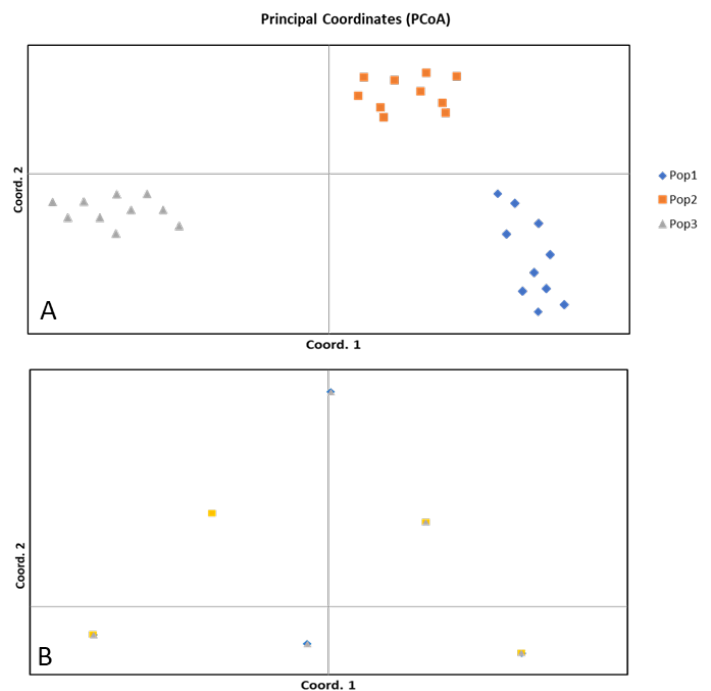 Principal Coordinates (PCoA)
Coord. 2
Pop1
Pop2
Pop3
A
Coord. 1
Coord. 2
B
Coord. 1